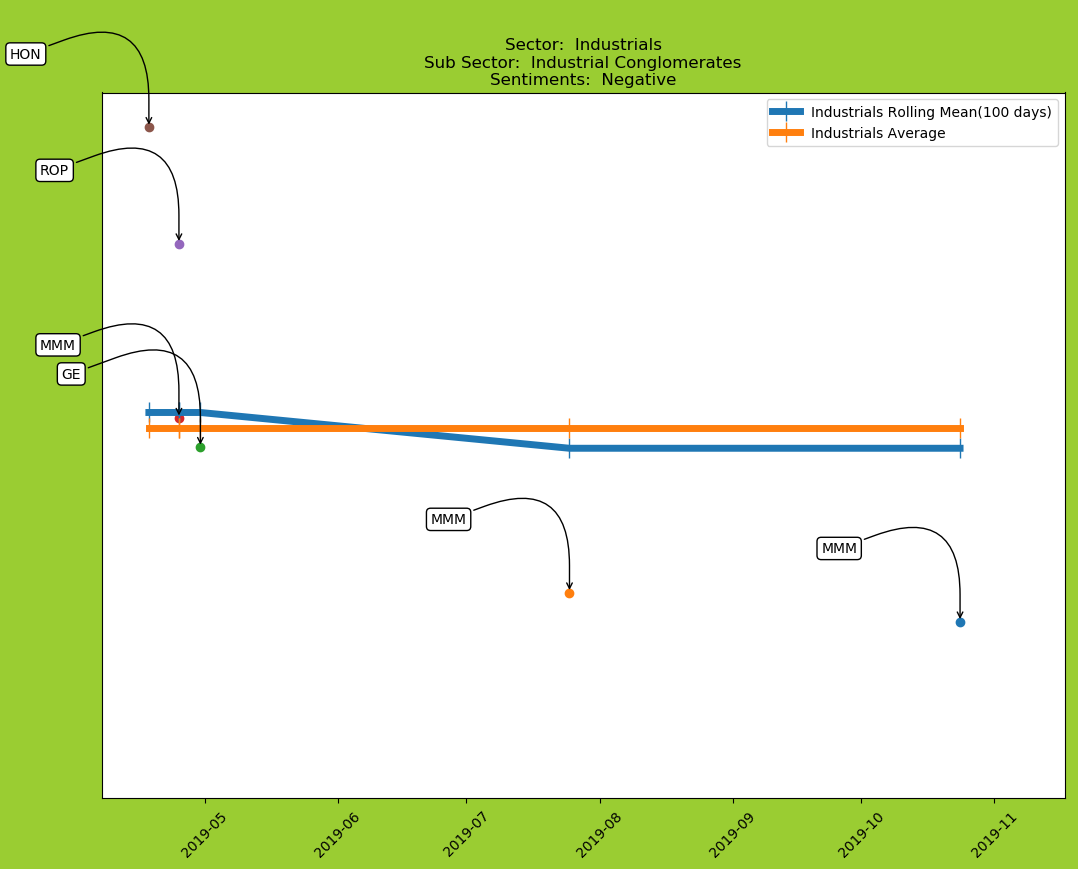 Sector:  Industrials
Sub Sector:  Industrial Conglomerates
Sentiments:  Negative
Industrials Rolling Mean(100 days)
Industrials Average
HON
ROP
MMM
GE
MMM
MMM
2019-05
2019-06
2019-07
2019-08
2019-09
2019-10
2019-11